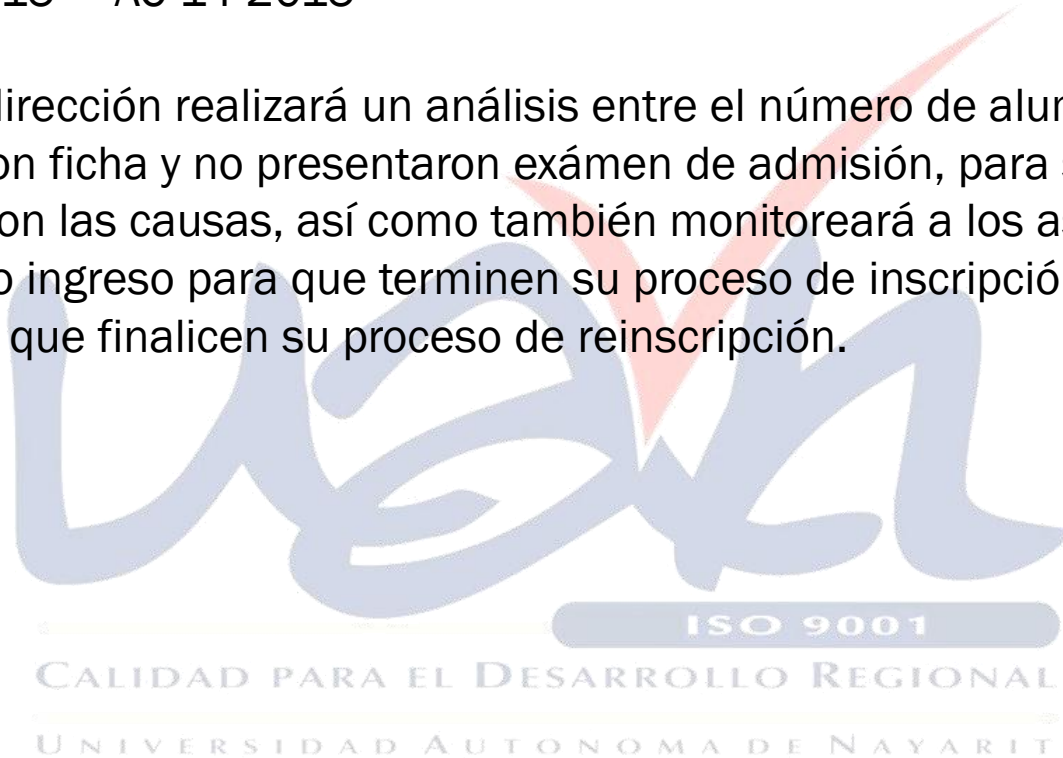 dirección realizará un análisis entre el número de
on ficha y no presentaron exámen de admisión, para
on las causas, así como también monitoreará a los
o ingreso para que terminen su proceso de
que finalicen su proceso de reinscripción.
uan
ISO 9001
CALIDAD PARA EL DESARROLLO REGIONAL
UNIVERSIDAD AUTONOMA DE NAYARIT